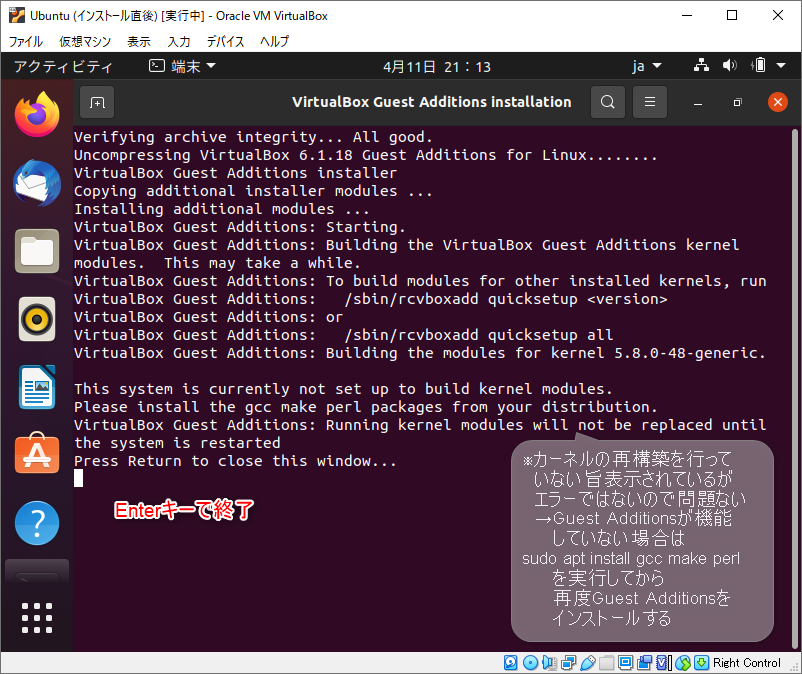 Ubuntu (インストール直後) [実行中] - Oracle VM VirtualBox
ファイル 仮想マシン 表示 入力 デバイス ヘルプ
アクティビティ 端末 4月11日 21：13 ja
VirtualBox Guest Additions installation
Verifying archive integrity... All good.
Uncompressing VirtualBox 6.1.18 Guest Additions for Linux........
VirtualBox Guest Additions installer
Copying additional installer modules ...
Installing additional modules ...
VirtualBox Guest Additions: Starting.
VirtualBox Guest Additions: Building the VirtualBox Guest Additions kernel
modules.  This may take a while.
VirtualBox Guest Additions: To build modules for other installed kernels, run
VirtualBox Guest Additions:   /sbin/rcvboxadd quicksetup <version>
VirtualBox Guest Additions: or
VirtualBox Guest Additions:   /sbin/rcvboxadd quicksetup all
VirtualBox Guest Additions: Building the modules for kernel 5.8.0-48-generic.
This system is currently not set up to build kernel modules.
Please install the gcc make perl packages from your distribution.
VirtualBox Guest Additions: Running kernel modules will not be replaced until
the system is restarted
Press Return to close this window...
Enterキーで終了
※カーネルの再構築を行って
いない旨表示されているが
エラーではないので問題ない
→Guest Additionsが機能
していない場合は
sudo apt install gcc make perl
を実行してから
再度Guest Additionsを
インストールする
Right Control